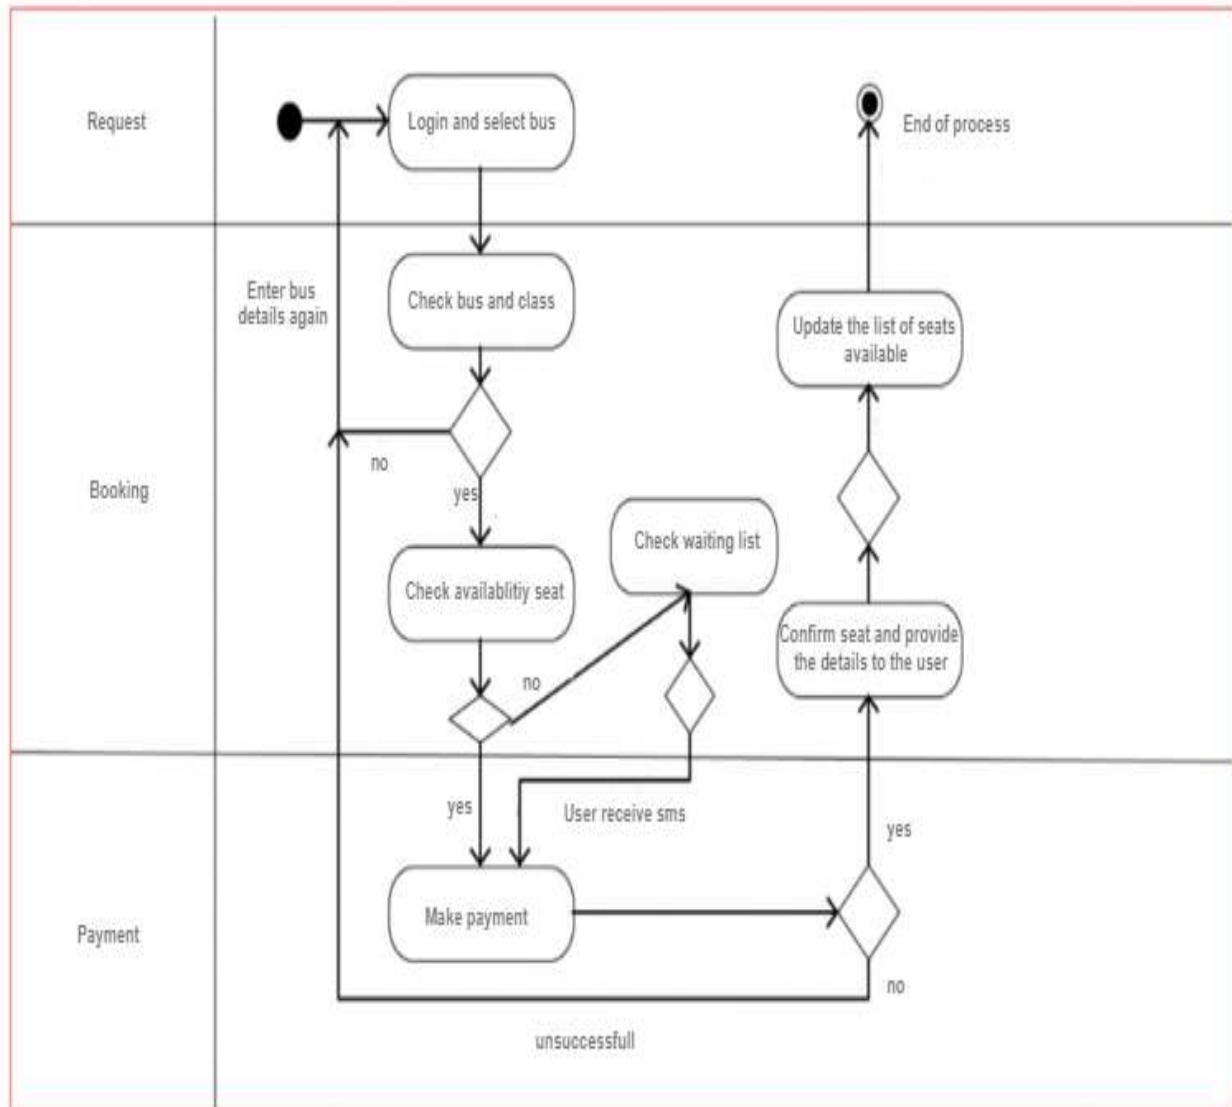 Request
Login and select bus
End of process
Enter bus
details again
Check bus and class
Update the list of seats
available
no
yes
Booking
Check waiting list
Check availablitiy seat
Confirm seat and provide
the details to the user
no
yes
User receive sms
yes
Make payment
Payment
no
unsuccessfull